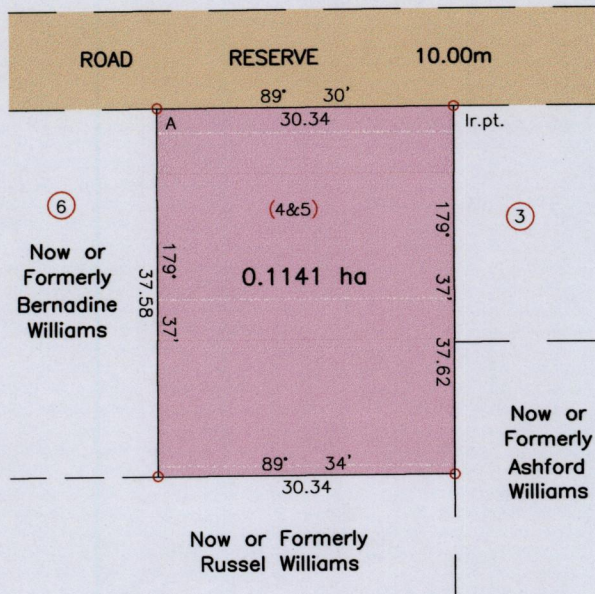 ROAD RESERVE 10.00m
89° 30'
30.34
A
Ir.pt.
6
(4&5)
3
Now or
Formerly
Bernadine
Williams
179° 37'
37.58
0.1141 ha
179° 37' 37.62
Now or
Formerly
Ashford
Williams
89° 34'
30.34
Now or Formerly
Russel Williams